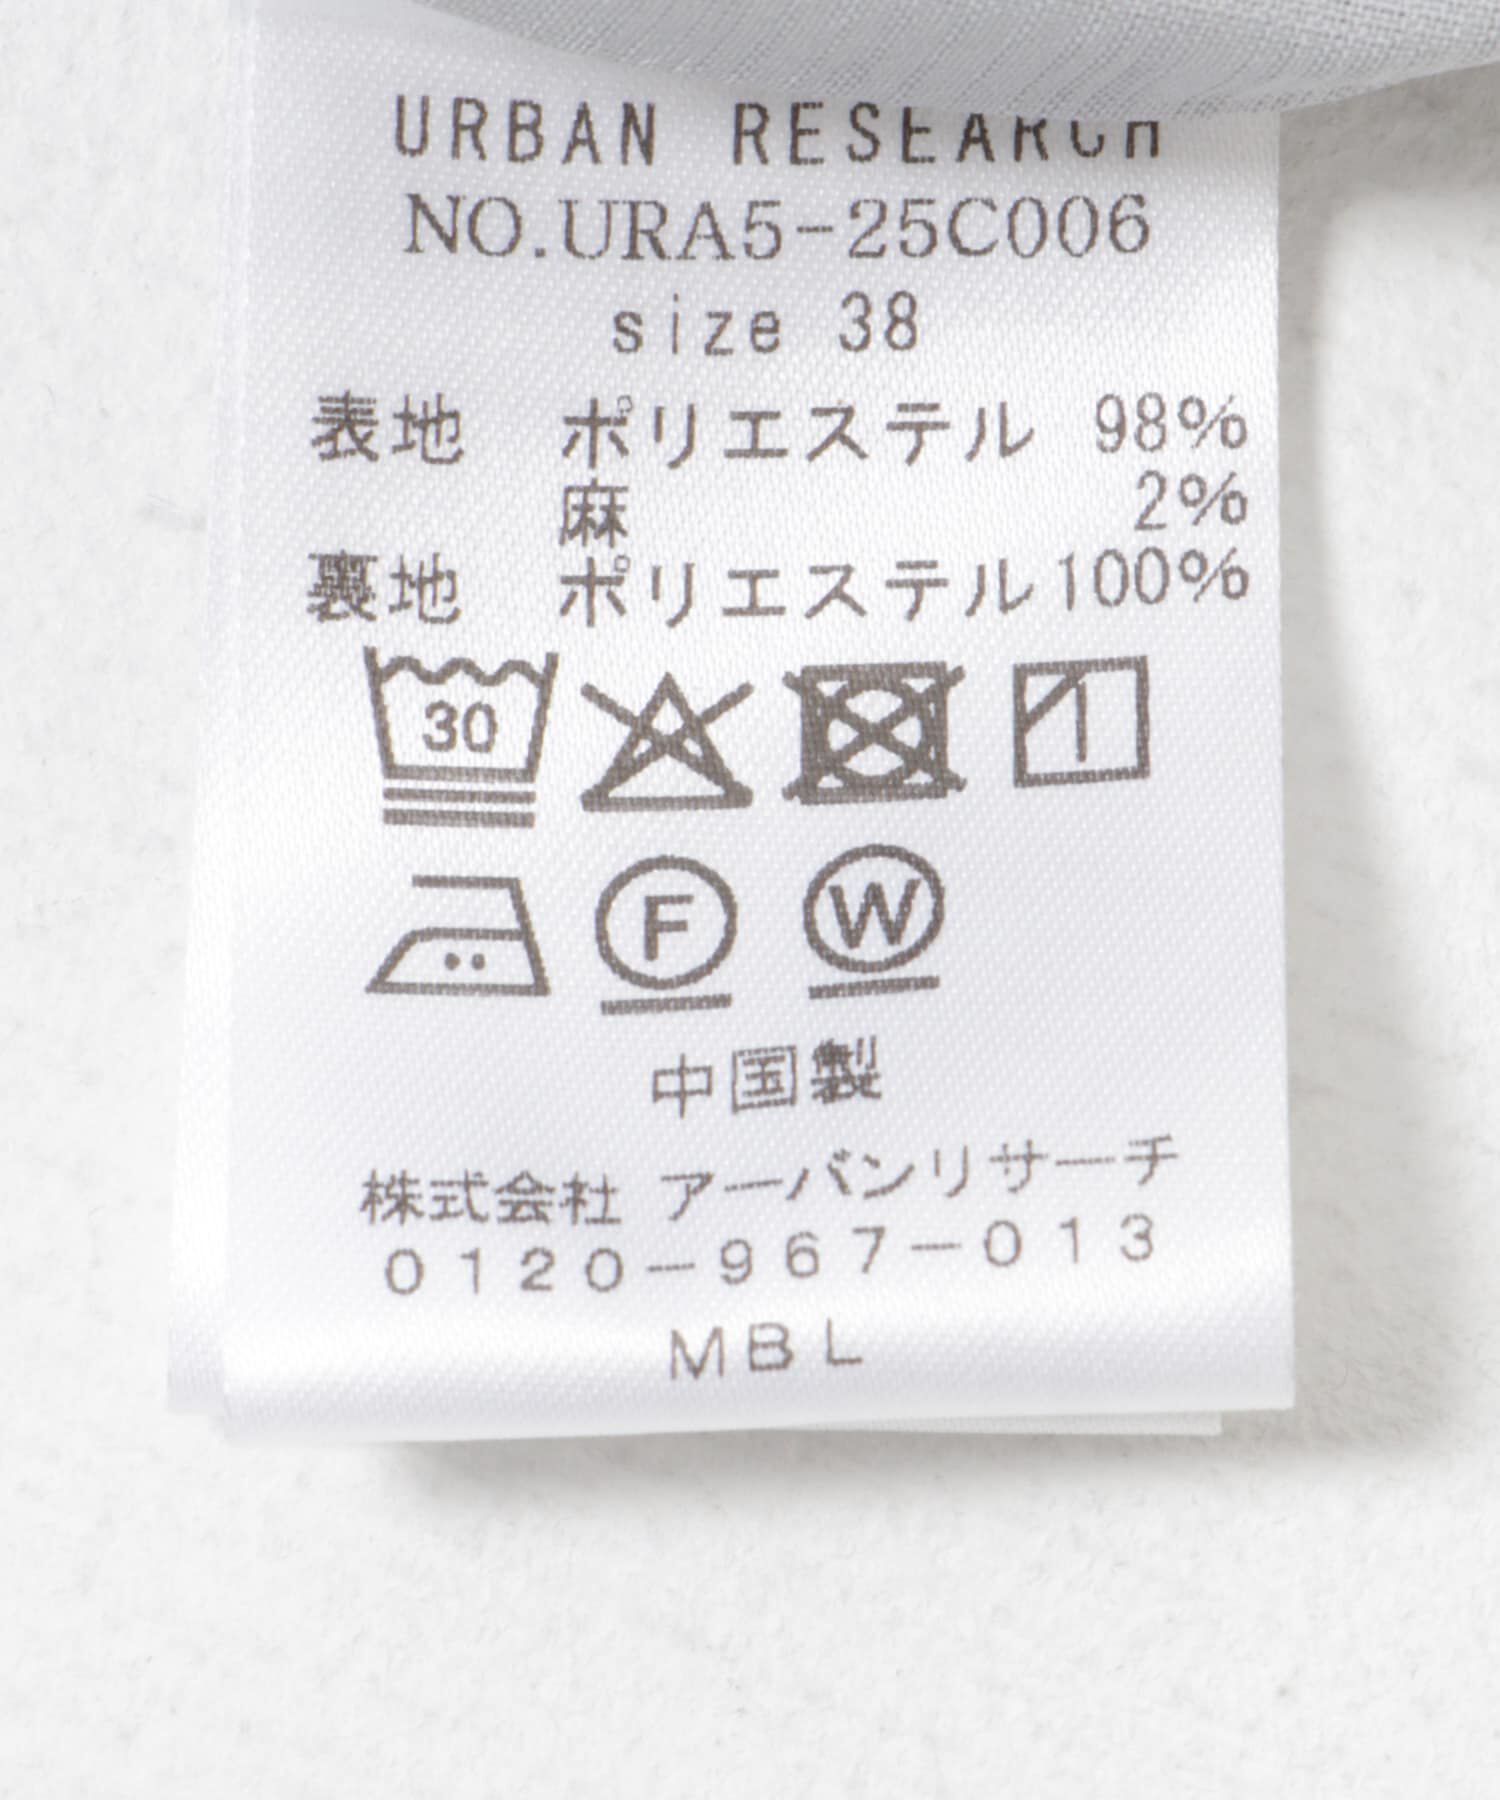 URBAN RESEARCH
NO.URA5-25C006
size 38
表地 ポリエステル 98%
麻 2%
裏地 ポリエステル100%
30
F W
中国製
株式会社 アーバンリサーチ
0120-967-013
MBL